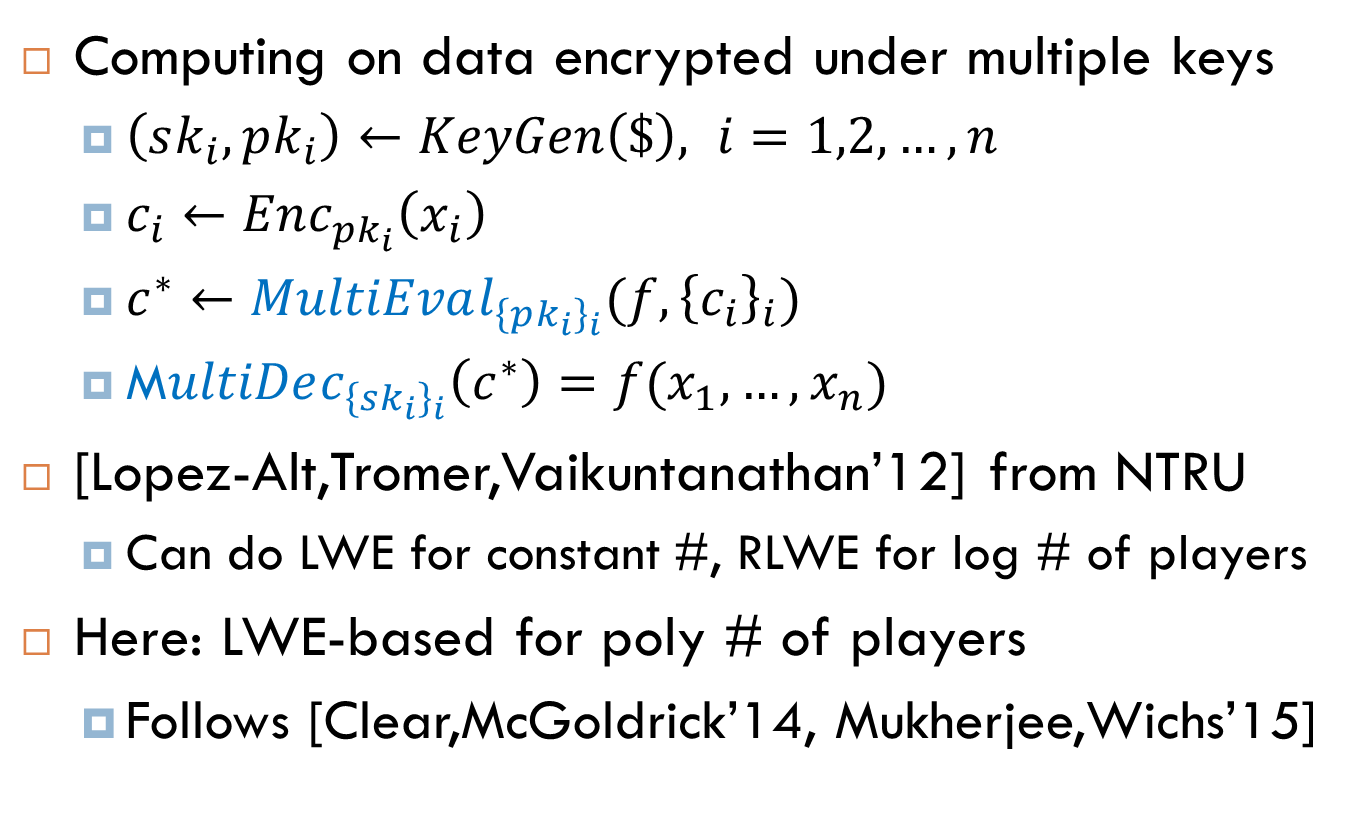 Computing on data encrypted under multiple keys
(sk_i, pk_i) ← KeyGen($), i = 1,2, … , n
c_i ← Enc_{pk_i}(x_i)
c* ← MultiEval_{{pk_i}_i}(f, {c_i}_i)
MultiDec_{{sk_i}_i}(c*) = f(x_1, … , x_n)
[Lopez-Alt,Tromer,Vaikuntanathan’12] from NTRU
Can do LWE for constant #, RLWE for log # of players
Here: LWE-based for poly # of players
Follows [Clear,McGoldrick’14, Mukherjee,Wichs’15]